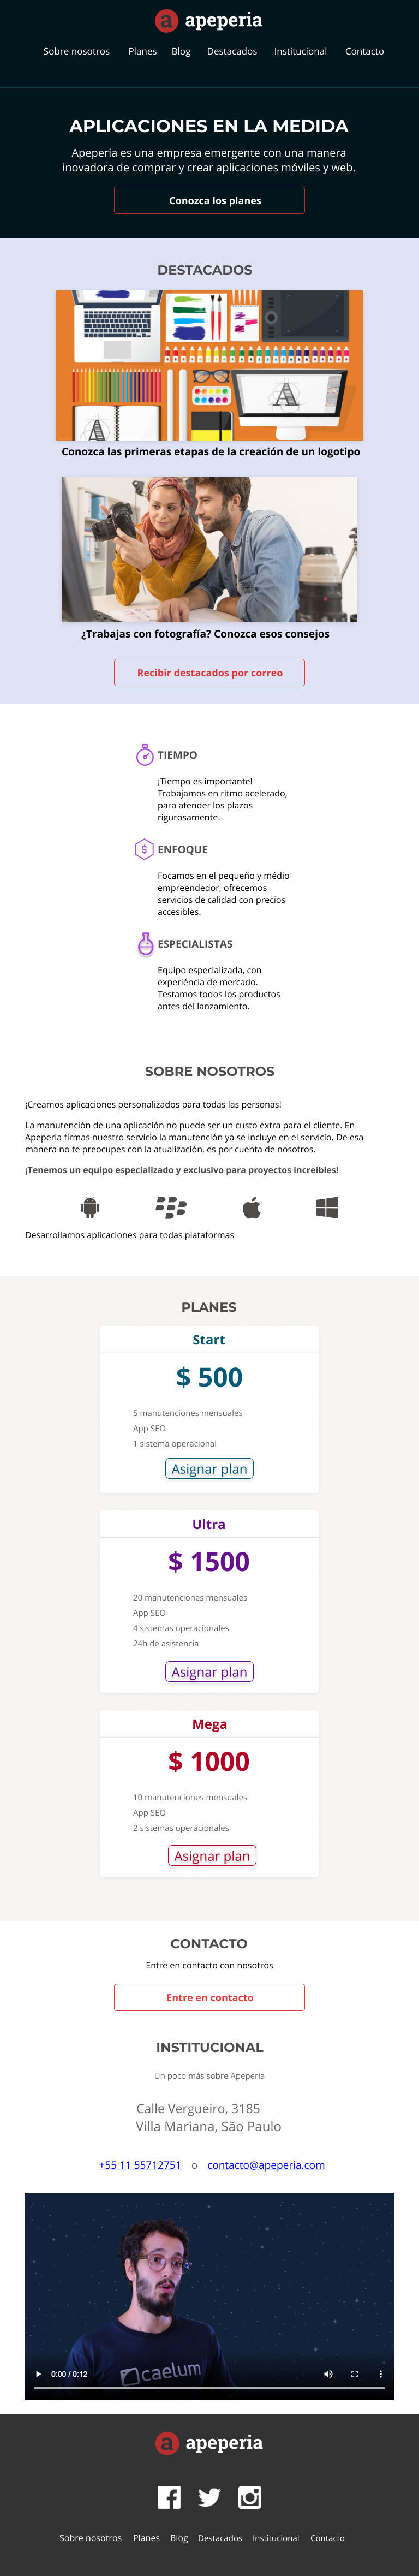 a apeperia
Sobre nosotros Planes Blog Destacados Institucional Contacto
APLICACIONES EN LA MEDIDA
Apeperia es una empresa emergente con una manera
inovadora de comprar y crear aplicaciones móviles y web.
Conozca los planes
DESTACADOS
Conozca las primeras etapas de la creación de un logotipo
¿Trabajas con fotografía? Conozca esos consejos
Recibir destacados por correo
TIEMPO
¡Tiempo es importante!
Trabajamos en ritmo acelerado,
para atender los plazos
rigurosamente.
ENFOQUE
Focamos en el pequeño y médio
empreendedor, ofrecemos
servicios de calidad con precios
accesibles.
ESPECIALISTAS
Equipo especializada, con
experiéncia de mercado.
Testamos todos los productos
antes del lanzamiento.
SOBRE NOSOTROS
¡Creamos aplicaciones personalizados para todas las personas!
La manutención de una aplicación no puede ser un custo extra para el cliente. En
Apeperia firmas nuestro servicio la manutención ya se incluye en el servicio. De esa
manera no te preocupes con la atualización, es por cuenta de nosotros.
¡Tenemos un equipo especializado y exclusivo para proyectos increíbles!
Desarrollamos aplicaciones para todas plataformas
PLANES
Start
$ 500
5 manutenciones mensuales
App SEO
1 sistema operacional
Asignar plan
Ultra
$ 1500
20 manutenciones mensuales
App SEO
4 sistemas operacionales
24h de asistencia
Asignar plan
Mega
$ 1000
10 manutenciones mensuales
App SEO
2 sistemas operacionales
Asignar plan
CONTACTO
Entre en contacto con nosotros
Entre en contacto
INSTITUCIONAL
Un poco más sobre Apeperia
Calle Vergueiro, 3185
Villa Mariana, São Paulo
+55 11 55712751 o contacto@apeperia.com
caelum
0:00 / 0:12
a apeperia
Sobre nosotros Planes Blog Destacados Institucional Contacto